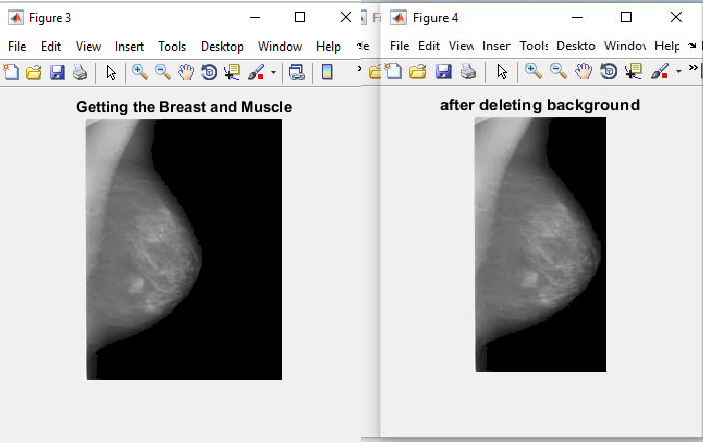 Figure 3
File Edit View Insert Tools Desktop Window Help
Getting the Breast and Muscle
Figure 4
File Edit View Inser Tools Deskto Window Help
after deleting background